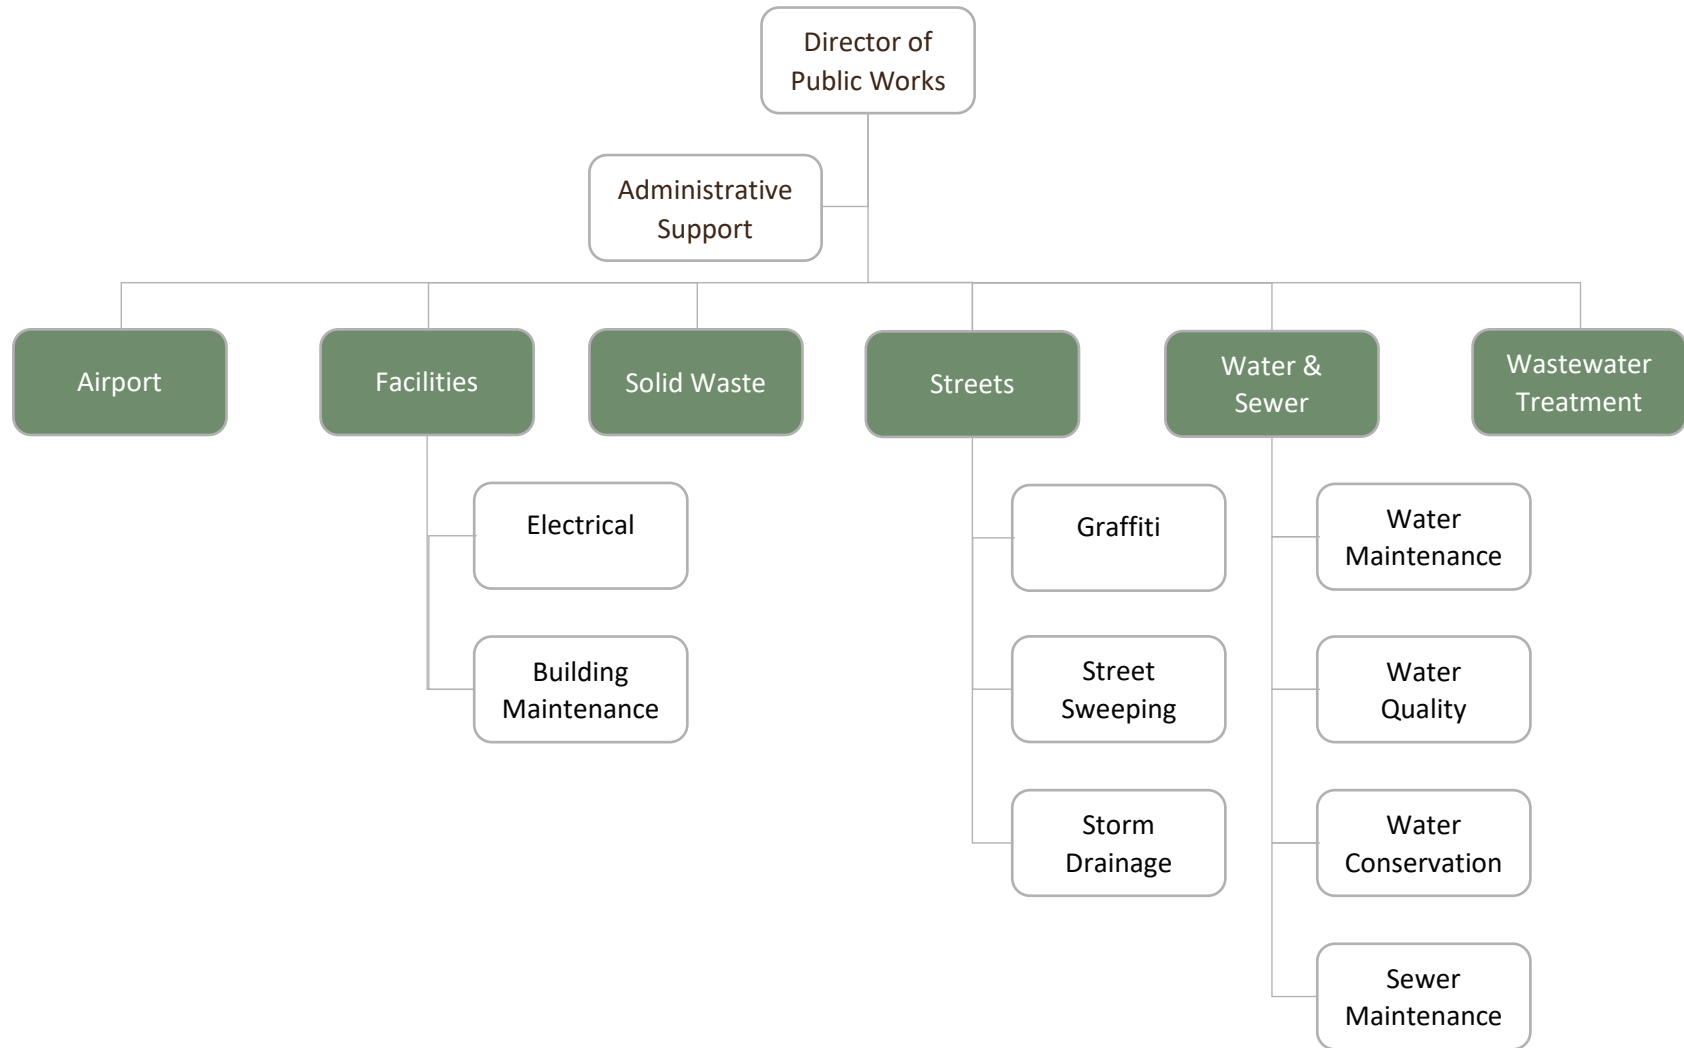 Director of
Public Works
Administrative
Support
Airport
Facilities
Solid Waste
Streets
Water &
Sewer
Wastewater
Treatment
Electrical
Building
Maintenance
Graffiti
Street
Sweeping
Storm
Drainage
Water
Maintenance
Water
Quality
Water
Conservation
Sewer
Maintenance